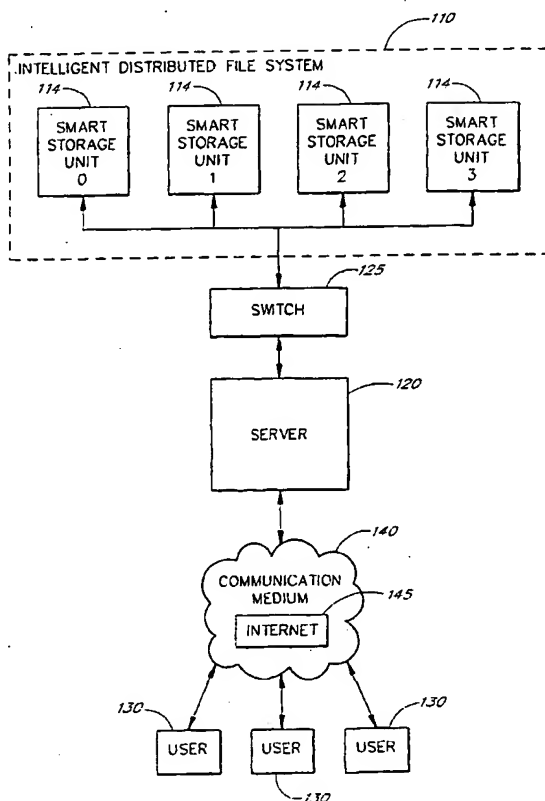 110
INTELLIGENT DISTRIBUTED FILE SYSTEM
114 114 114 114
SMART STORAGE UNIT 0
SMART STORAGE UNIT 1
SMART STORAGE UNIT 2
SMART STORAGE UNIT 3
125
SWITCH
120
SERVER
140
COMMUNICATION
MEDIUM
145
INTERNET
130
130
USER
USER
USER
130